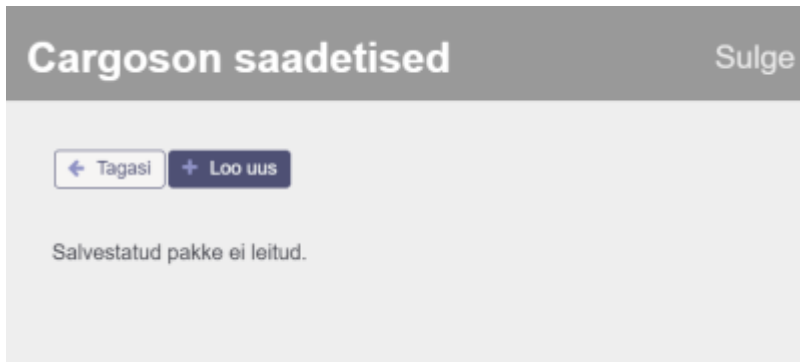 Cargoson saadetised
Sulge
Tagasi
Loo uus
Salvestatud pakke ei leitud.